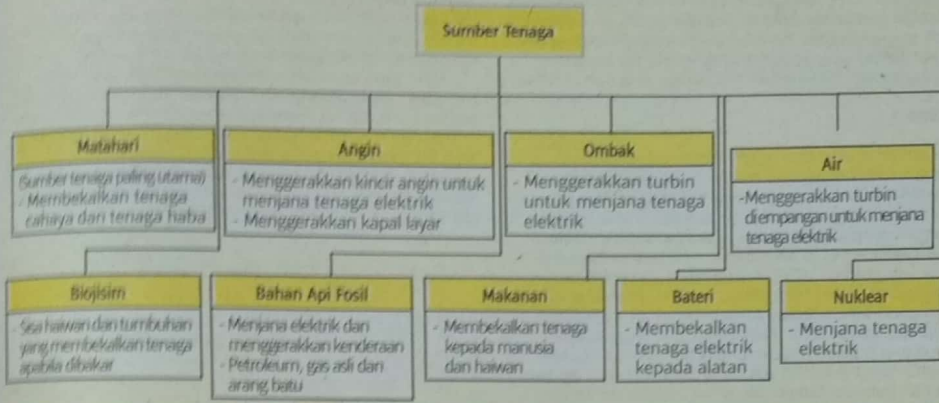 Sumber Tenaga
Matahari
(Sumber tenaga paling utama)
- Membekalkan tenaga
cahaya dan tenaga haba
Angin
- Menggerakkan kincir angin untuk
menjana tenaga elektrik
- Menggerakkan kapal layar
Ombak
- Menggerakkan turbin
untuk menjana tenaga
elektrik
Air
-Menggerakkan turbin
di empangan untuk menjana
tenaga elektrik
Biojisim
- Sisa haiwan dan tumbuhan
yang membekalkan tenaga
apabila dibakar
Bahan Api Fosil
- Menjana elektrik dan
menggerakkan kenderaan
- Petroleum, gas asli dan
arang batu
Makanan
- Membekalkan tenaga
kepada manusia
dan haiwan
Bateri
- Membekalkan
tenaga elektrik
kepada alatan
Nuklear
- Menjana tenaga
elektrik